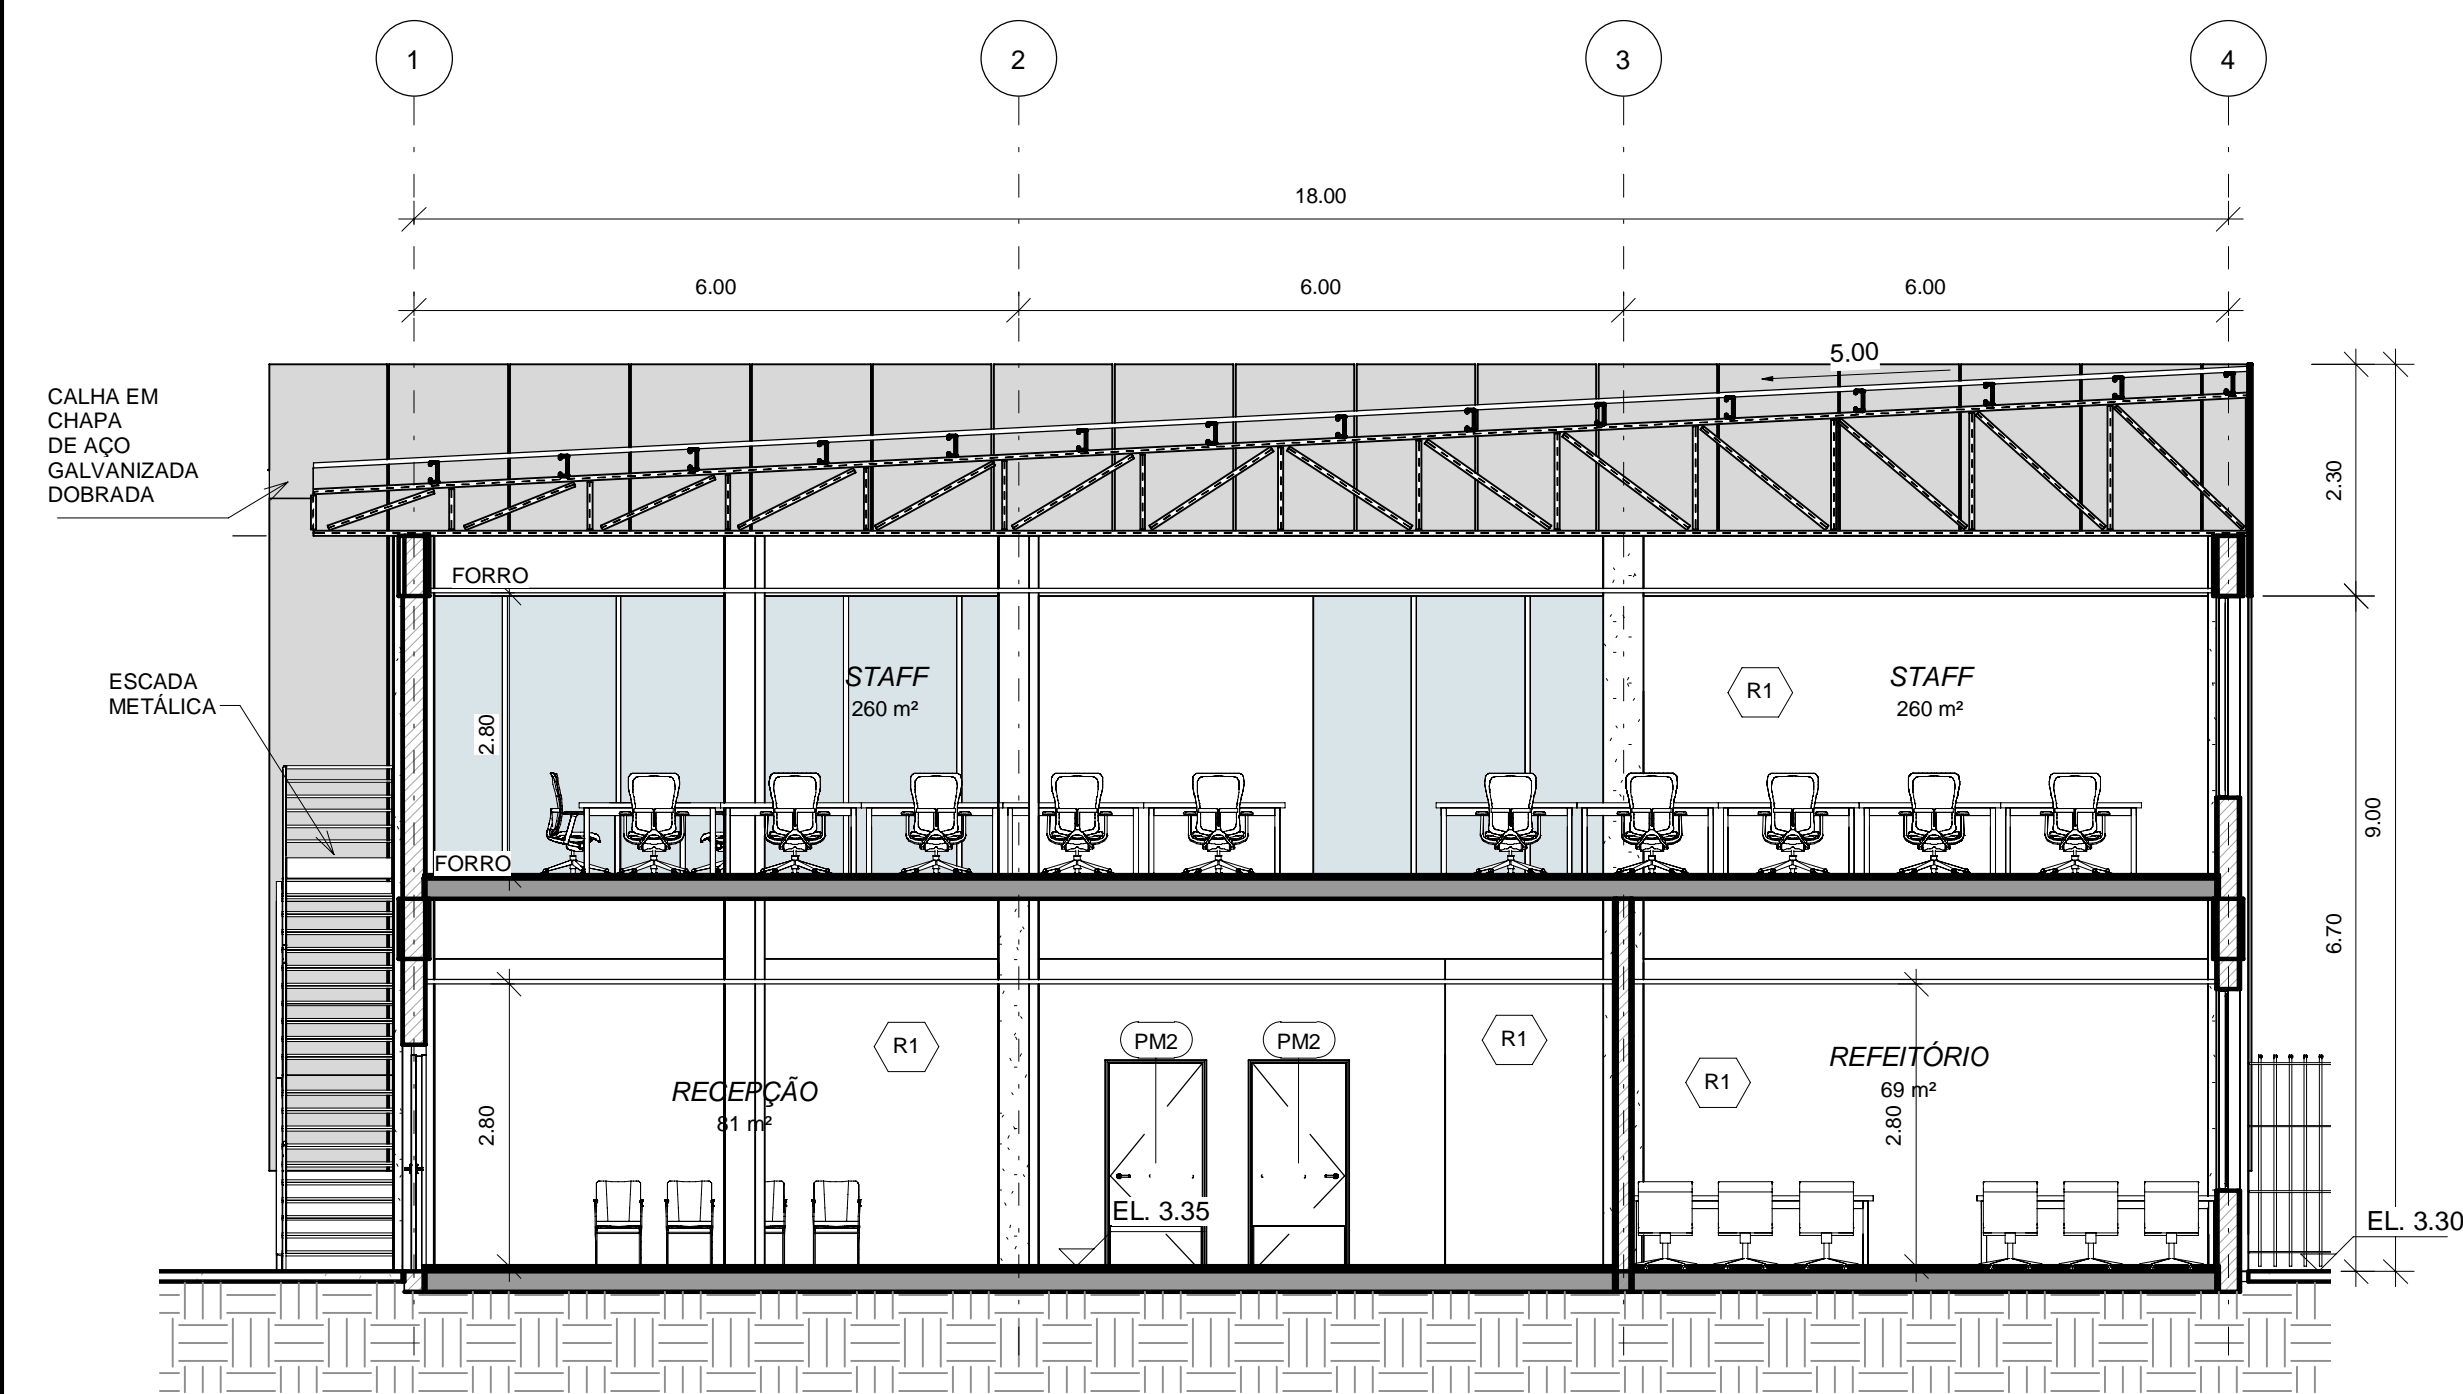 1
2
3
4
18.00
6.00
6.00
6.00
5.00
CALHA EM
CHAPA
DE AÇO
GALVANIZADA
DOBRADA
2.30
FORRO
ESCADA
METÁLICA
STAFF
260 m²
R1
STAFF
260 m²
2.80
9.00
FORRO
6.70
R1
PM2
PM2
R1
R1
RECEPÇÃO
81 m²
REFEITÓRIO
69 m²
2.80
2.80
EL. 3.35
EL. 3.30